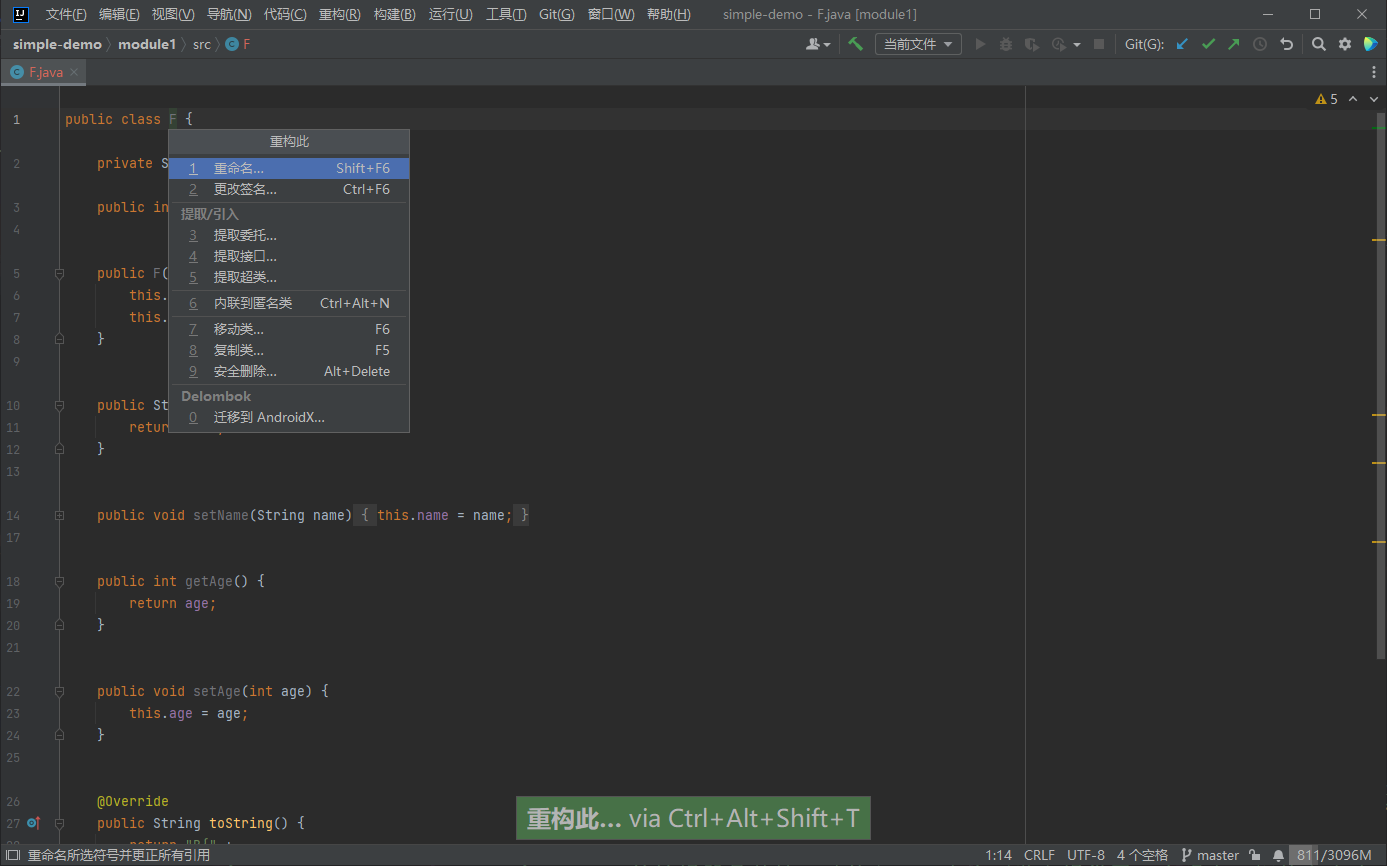 文件(F) 编辑(E) 视图(V) 导航(N) 代码(C) 重构(R) 构建(B) 运行(U) 工具(T) Git(G) 窗口(W) 帮助(H) simple-demo - F.java [module1]
simple-demo module1 src F 当前文件 Git(G):
F.java
5
1 public class F {
重构此
1 重命名... Shift+F6
2 更改签名... Ctrl+F6
提取/引入
3 提取委托...
4 提取接口...
5 提取超类...
6 内联到匿名类 Ctrl+Alt+N
7 移动类... F6
8 复制类... F5
9 安全删除... Alt+Delete
Delombok
0 迁移到 AndroidX...
2 private S
3 public in
4
5 public F(
6 this.
7 this.
8 }
9
10 public St
11 retur
12 }
13
14 public void setName(String name) { this.name = name; }
17
18 public int getAge() {
19 return age;
20 }
21
22 public void setAge(int age) {
23 this.age = age;
24 }
25
26 @Override
27 public String toString() {
重构此... via Ctrl+Alt+Shift+T
重命名所选符号并更正所有引用 1:14 CRLF UTF-8 4 个空格 master 811/3096M